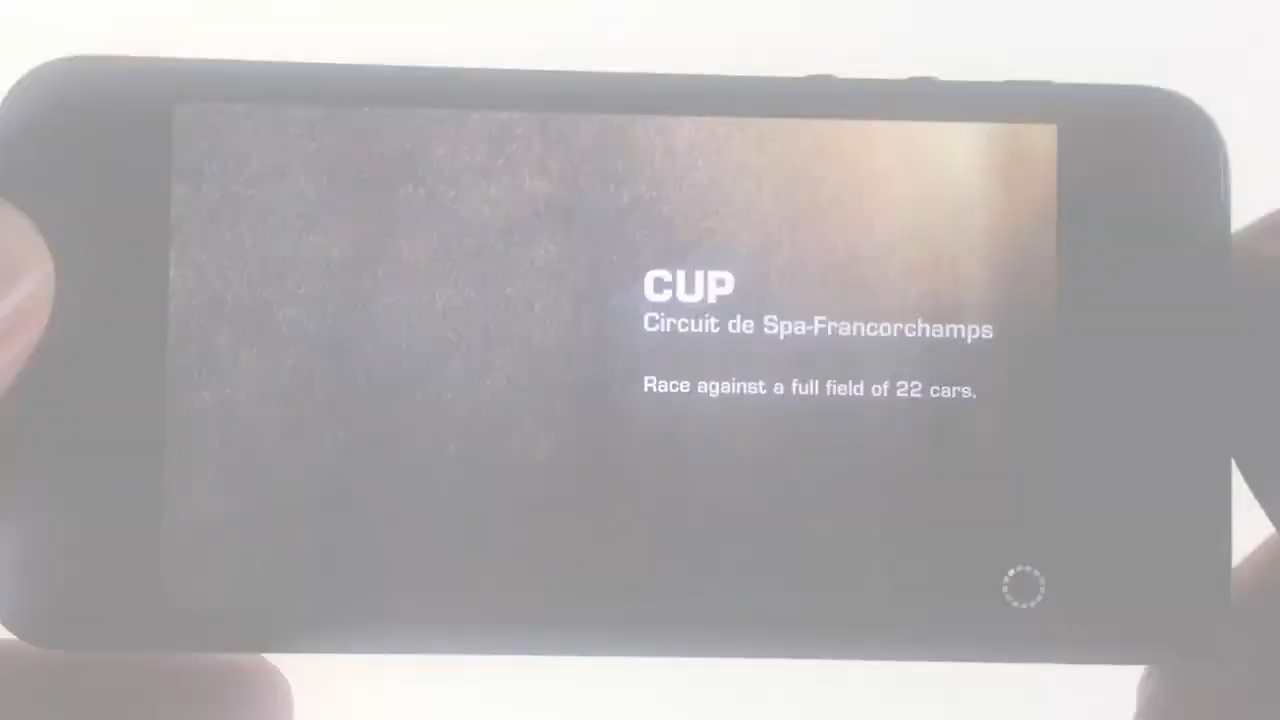 CUP
Circuit de Spa-Francorchamps
Race against a full field of 22 cars.